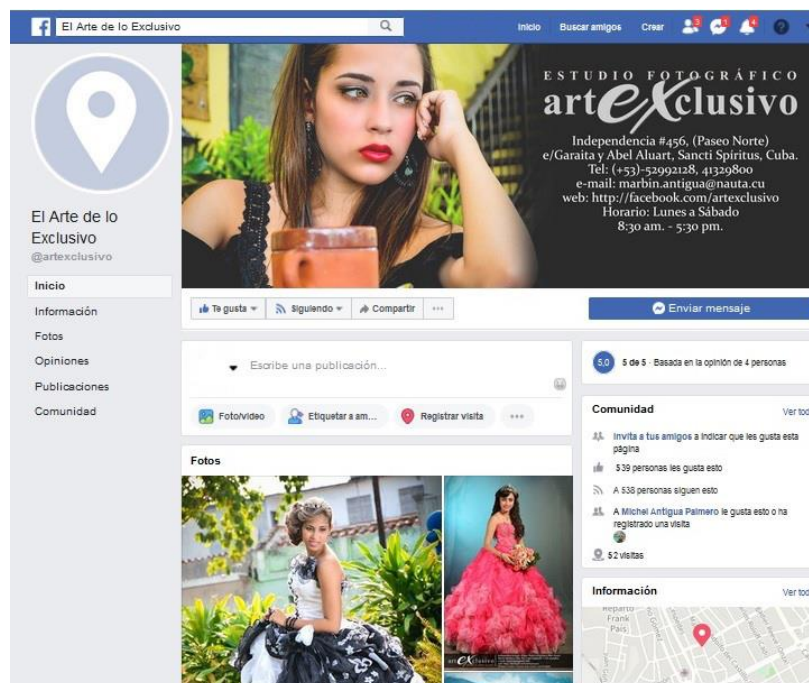 El Arte de lo Exclusivo
Inicio
Buscar amigos
Crear
3
1
4
ESTUDIO FOTOGRÁFICO
artexclusivo
Independencia #456, (Paseo Norte)
e/Garaita y Abel Aluart, Sancti Spíritus, Cuba.
Tel: (+53)-52992128, 41329800
e-mail: marbin.antigua@nauta.cu
web: http://facebook.com/artexclusivo
Horario: Lunes a Sábado
8:30 am. - 5:30 pm.
El Arte de lo
Exclusivo
@artexclusivo
Inicio
Información
Fotos
Opiniones
Publicaciones
Comunidad
Te gusta
Siguiendo
Compartir
Enviar mensaje
Escribe una publicación...
Foto/video
Etiquetar a am...
Registrar visita
Fotos
artexclusivo
5,0
5 de 5 · Basada en la opinión de 4 personas
Comunidad
Ver tod
Invita a tus amigos a indicar que les gusta esta
página
539 personas les gusta esto
A 538 personas siguen esto
A Michel Antigua Palmero le gusta esto o ha
registrado una visita
52 visitas
Información
Ver tod
Reparto
Frank
País